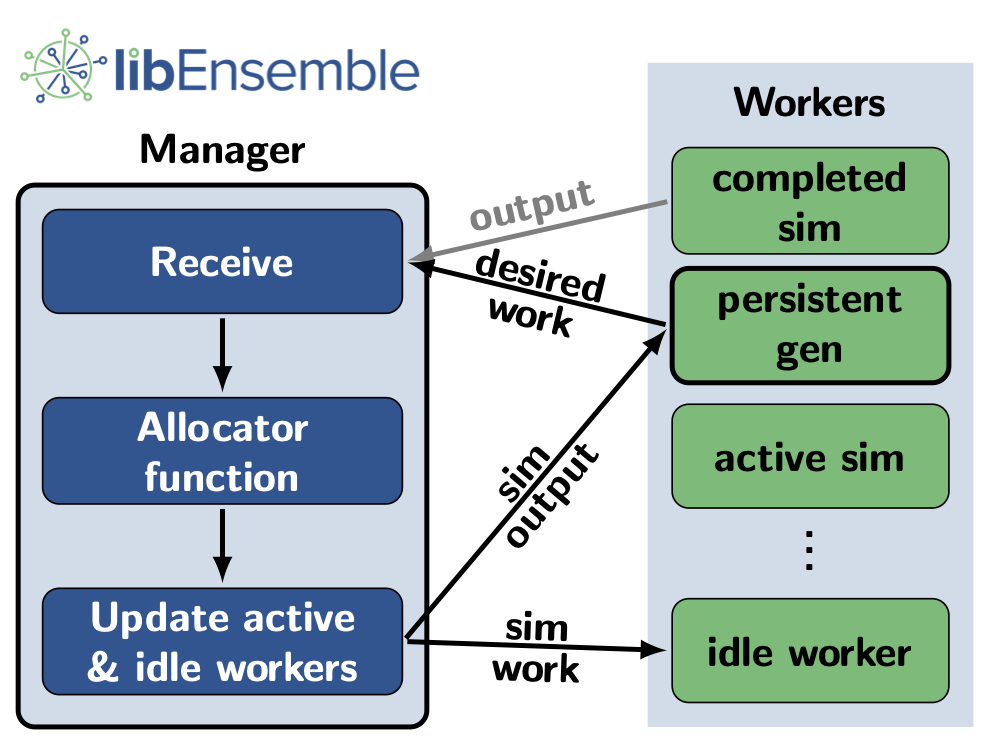 libEnsemble
Manager
Receive
Allocator
function
Update active
& idle workers
output
desired
work
sim
output
sim
work
Workers
completed
sim
persistent
gen
active sim
idle worker